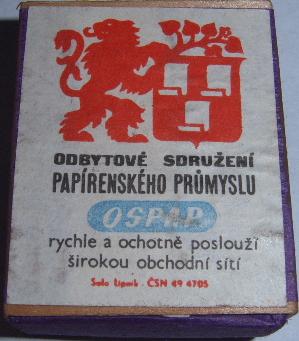 ODBYTOVÉ SDRUŽENÍ
PAPÍRENSKÉHO PRŮMYSLU
OSPAP
rychle a ochotně poslouží
širokou obchodní sítí
Solo Lipník · ČSN 49 4705